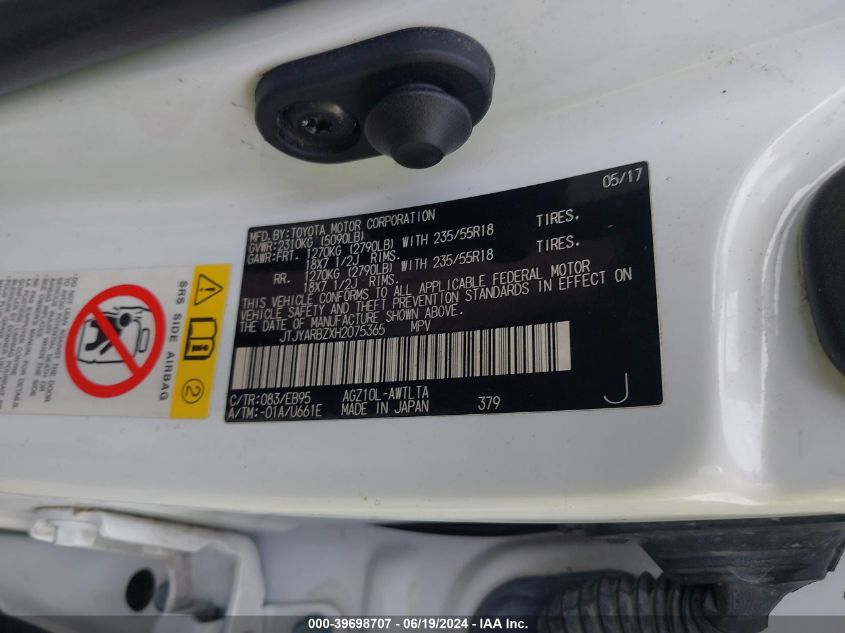 05/17
MFD.BY:TOYOTA MOTOR CORPORATION
GVWR:2310KG (5090LB)
GAWR:FRT. 1270KG (2790LB) WITH 235/55R18 TIRES.
18X7 1/2J RIMS.
RR. 1270KG (2790LB) WITH 235/55R18 TIRES.
18X7 1/2J RIMS.
THIS VEHICLE CONFORMS TO ALL APPLICABLE FEDERAL MOTOR
VEHICLE SAFETY AND THEFT PREVENTION STANDARDS IN EFFECT ON
THE DATE OF MANUFACTURE SHOWN ABOVE.
JTJYARBZXH2075365 MPV
C/TR:083/EB95 AGZ10L-AWTLTA
A/TM:-01A/U661E MADE IN JAPAN 379 J
SRS SIDE AIRBAG
2
000-39698707 - 06/19/2024 - IAA Inc.